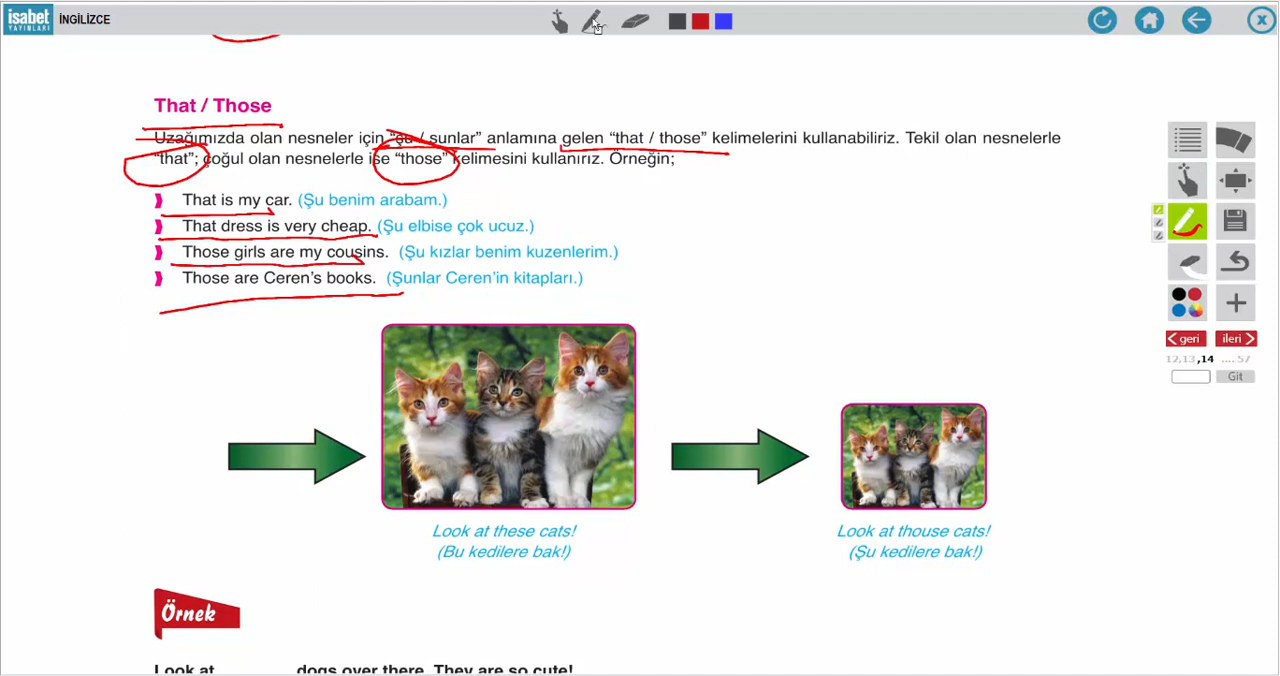 isabet
YAYINLARI
İNGİLİZCE
That / Those
Uzağımızda olan nesneler için “şu / sunlar” anlamına gelen “that / those” kelimelerini kullanabiliriz. Tekil olan nesnelerle
“that”; çoğul olan nesnelerle ise “those” kelimesini kullanırız. Örneğin;
That is my car. (Şu benim arabam.)
That dress is very cheap. (Şu elbise çok ucuz.)
Those girls are my cousins. (Şu kızlar benim kuzenlerim.)
Those are Ceren’s books. (Şunlar Ceren’in kitapları.)
geri
ileri
12,13,14 .... 57
Git
Look at these cats!
(Bu kedilere bak!)
Look at thouse cats!
(Şu kedilere bak!)
Örnek
Look at ________ dogs over there. They are so cute!